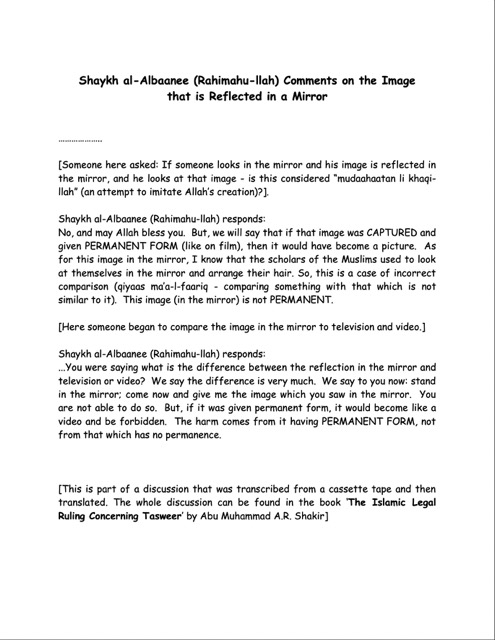 Shaykh al-Albaanee (Rahimahu-llah) Comments on the Image
that is Reflected in a Mirror
………………..
[Someone here asked: If someone looks in the mirror and his image is reflected in
the mirror, and he looks at that image - is this considered “mudaahaatan li khaqi-
llah” (an attempt to imitate Allah’s creation)?].
Shaykh al-Albaanee (Rahimahu-llah) responds:
No, and may Allah bless you. But, we will say that if that image was CAPTURED and
given PERMANENT FORM (like on film), then it would have become a picture. As
for this image in the mirror, I know that the scholars of the Muslims used to look
at themselves in the mirror and arrange their hair. So, this is a case of incorrect
comparison (qiyaas ma’a-l-faariq - comparing something with that which is not
similar to it). This image (in the mirror) is not PERMANENT.
[Here someone began to compare the image in the mirror to television and video.]
Shaykh al-Albaanee (Rahimahu-llah) responds:
...You were saying what is the difference between the reflection in the mirror and
television or video? We say the difference is very much. We say to you now: stand
in the mirror; come now and give me the image which you saw in the mirror. You
are not able to do so. But, if it was given permanent form, it would become like a
video and be forbidden. The harm comes from it having PERMANENT FORM, not
from that which has no permanence.
[This is part of a discussion that was transcribed from a cassette tape and then
translated. The whole discussion can be found in the book ‘The Islamic Legal
Ruling Concerning Tasweer’ by Abu Muhammad A.R. Shakir]